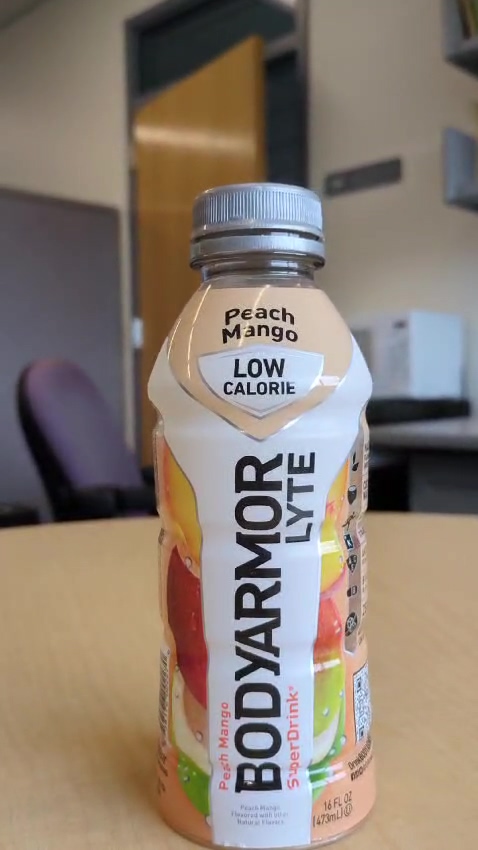 Peach
Mango
LOW
CALORIE
BODYARMOR
LYTE
Peach Mango
SuperDrink®
Peach Mango
Flavored with other
Natural Flavors
16 FL OZ
(473mL)